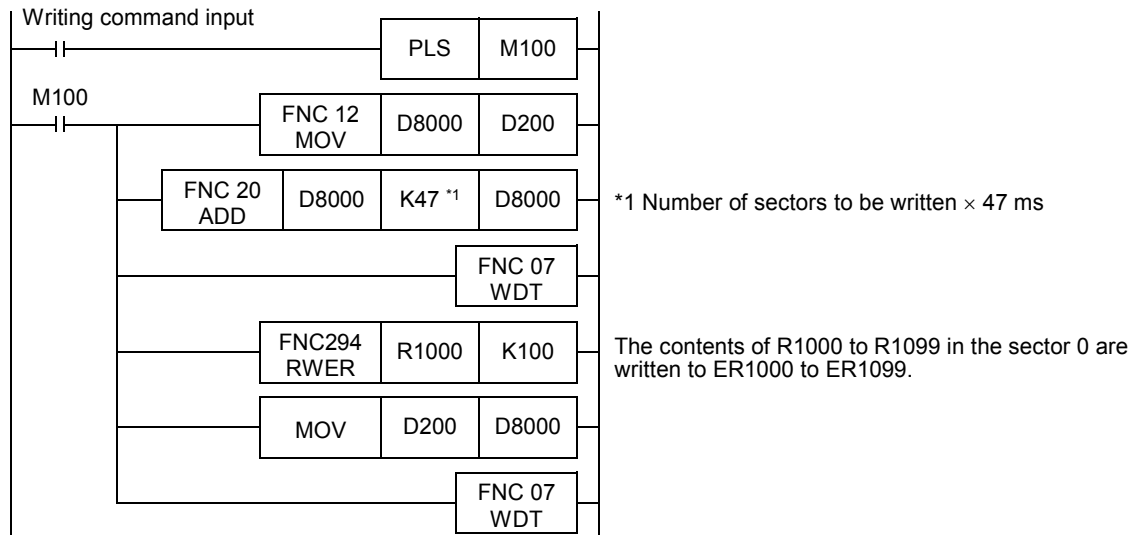 Writing command input
PLS M100
M100
FNC 12
MOV D8000 D200
FNC 20
ADD D8000 K47 *1 D8000
*1 Number of sectors to be written × 47 ms
FNC 07
WDT
FNC294
RWER R1000 K100
The contents of R1000 to R1099 in the sector 0 are
written to ER1000 to ER1099.
MOV D200 D8000
FNC 07
WDT